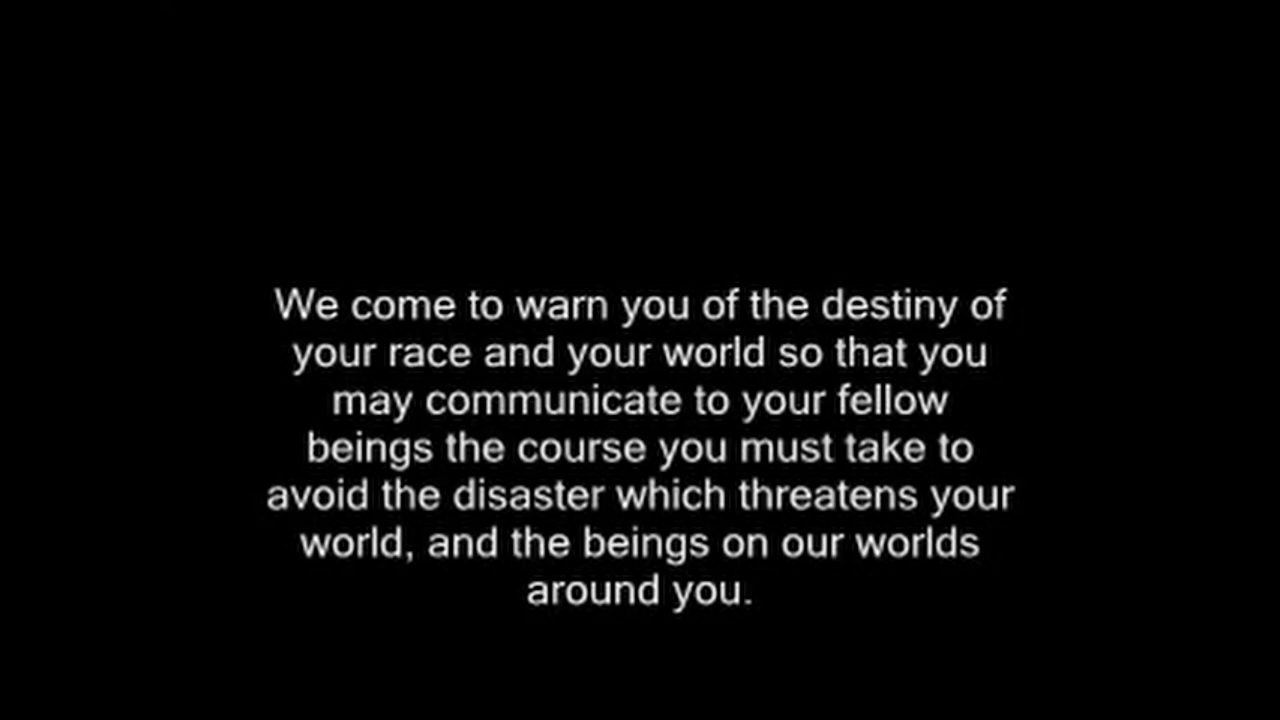 We come to warn you of the destiny of
your race and your world so that you
may communicate to your fellow
beings the course you must take to
avoid the disaster which threatens your
world, and the beings on our worlds
around you.